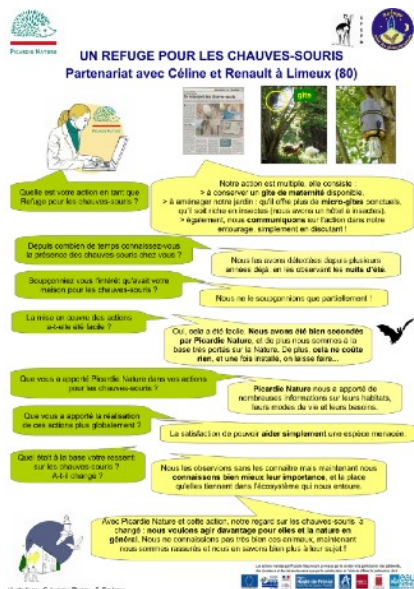 PICARDIE NATURE
UN REFUGE POUR LES CHAUVES-SOURIS
Partenariat avec Céline et Renault à Limeux (80)
PICARDIE NATURE
gîte
Quelle est votre action en tant que
Refuge pour les chauves-souris ?
Notre action est multiple, elle consiste :
> à conserver un gîte de maternité disponible.
> à aménager notre jardin : qu'il offre plus de micro-gîtes ponctuels,
qu'il soit riche en insectes (nous avons un hôtel à insectes).
> également, nous communiquons sur l'action dans notre
entourage, simplement en discutant !
Depuis combien de temps connaissez-vous
la présence des chauves-souris chez vous ?
Nous les avons détectées depuis plusieurs
années déjà, en les observant les nuits d'été.
Soupçonniez vous l'intérêt qu'avait votre
maison pour les chauves-souris ?
Nous ne le soupçonnions que partiellement !
La mise en œuvre des actions
a-t-elle été facile ?
Oui, cela a été facile. Nous avons été bien secondés
par Picardie Nature, et de plus nous sommes à la
base très portés sur la Nature. De plus, cela ne coûte
rien, et une fois installé, on laisse faire...
Que vous a apporté Picardie Nature dans vos actions
pour les chauves-souris ?
Picardie Nature nous a apporté de
nombreuses informations sur leurs habitats,
leurs modes de vie et leurs besoins.
Que vous a apporté la réalisation
de ces actions plus globalement ?
La satisfaction de pouvoir aider simplement une espèce menacée.
Quel était à la base votre ressenti
sur les chauves-souris ?
A-t-il changé ?
Nous les observions sans les connaître mais maintenant nous
connaissons bien mieux leur importance, et la place
qu'elles tiennent dans l'écosystème qui nous entoure.
Avec Picardie Nature et cette action, notre regard sur les chauves-souris a
changé : nous voulons agir davantage pour elles et la nature en
général. Nous ne connaissions pas très bien ces animaux, maintenant
nous sommes rassurés et nous en savons bien plus à leur sujet !